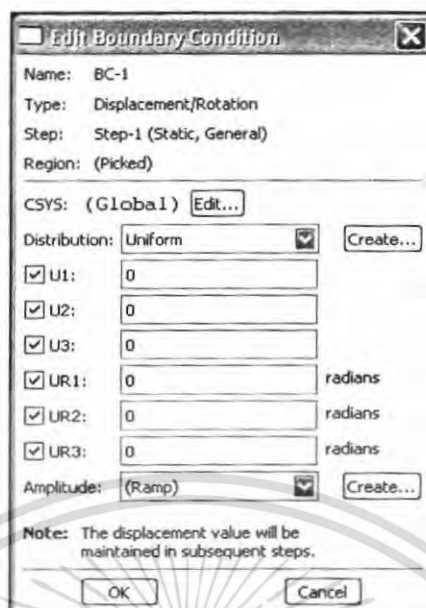 Edit Boundary Condition
Name: BC-1
Type: Displacement/Rotation
Step: Step-1 (Static, General)
Region: (Picked)
CSYS: (Global) Edit...
Distribution: Uniform Create...
U1: 0
U2: 0
U3: 0
UR1: 0 radians
UR2: 0 radians
UR3: 0 radians
Amplitude: (Ramp) Create...
Note: The displacement value will be
maintained in subsequent steps.
OK Cancel